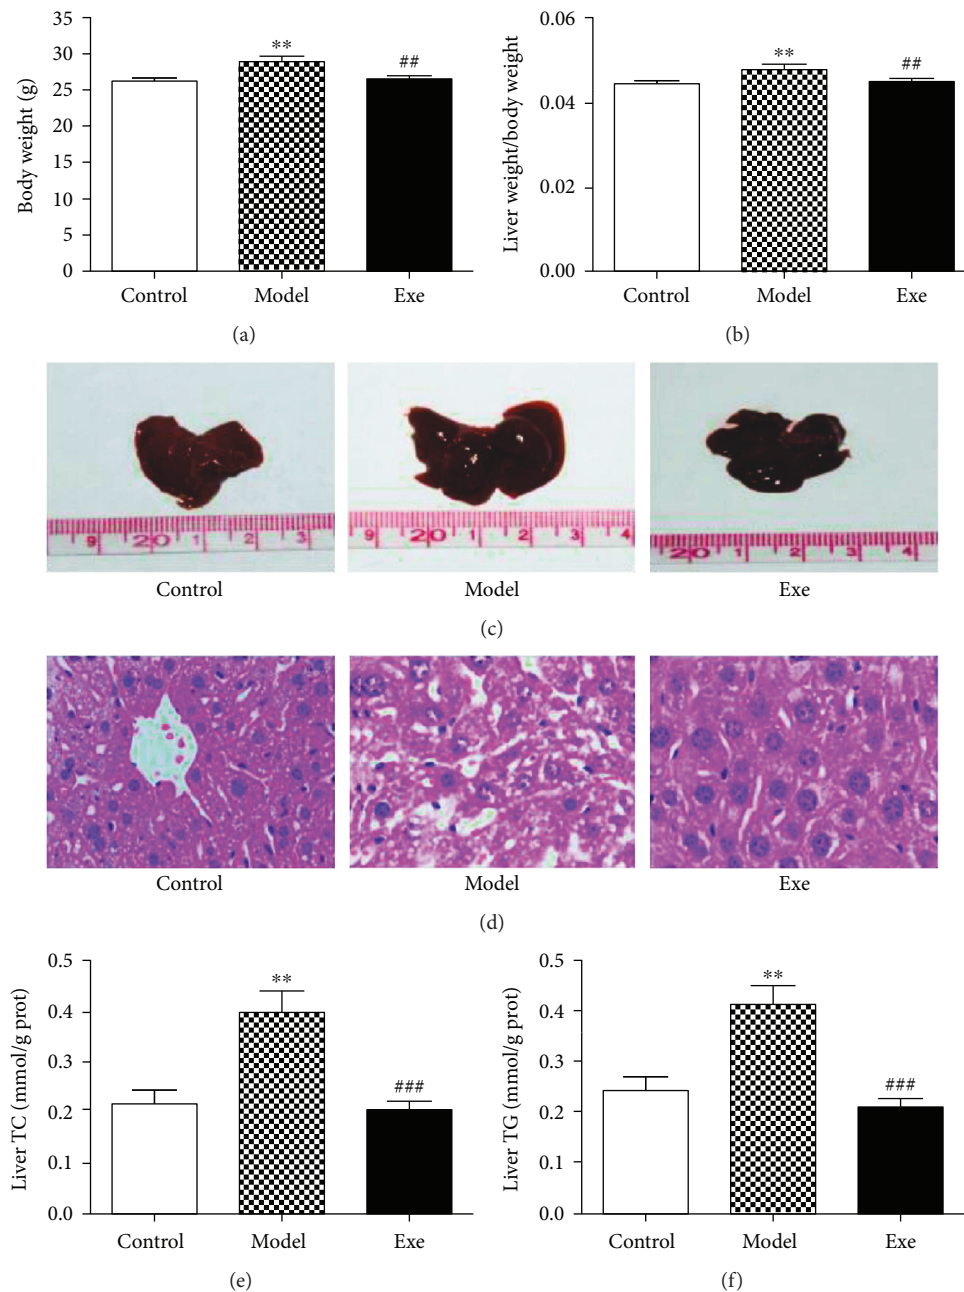 35
30
25
20
15
10
5
0
Body weight (g)
**
##
Control Model Exe
(a)
0.06
0.04
0.02
0.00
Liver weight/body weight
**
##
Control Model Exe
(b)
9 20 1 2 3
9 20 1 2 3 4
20 1 2 3 4
Control Model Exe
(c)
Control Model Exe
(d)
0.5
0.4
0.3
0.2
0.1
0.0
Liver TC (mmol/g prot)
**
###
Control Model Exe
(e)
0.5
0.4
0.3
0.2
0.1
0.0
Liver TG (mmol/g prot)
**
###
Control Model Exe
(f)